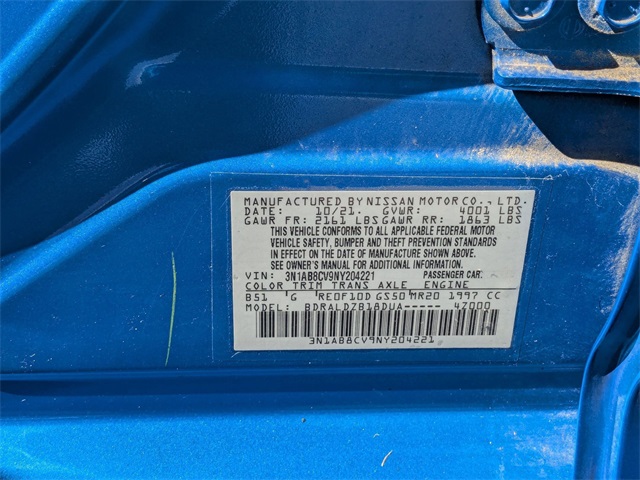 MANUFACTURED BY NISSAN MOTOR CO., LTD.
DATE: 10/21. GVWR: 4001 LBS
GAWR FR: 2161 LBS GAWR RR: 1863 LBS
THIS VEHICLE CONFORMS TO ALL APPLICABLE FEDERAL MOTOR
VEHICLE SAFETY, BUMPER AND THEFT PREVENTION STANDARDS
IN EFFECT ON THE DATE OF MANUFACTURE SHOWN ABOVE.
SEE OWNER'S MANUAL FOR ADDITIONAL INFORMATION.
VIN: 3N1AB8CV9NY204221 PASSENGER CAR
COLOR TRIM TRANS AXLE ENGINE
B51 G RE0F10D GS50 MR20 1997 CC
MODEL: BDRALDZB18DUA----- 4Z000
3N1AB8CV9NY204221